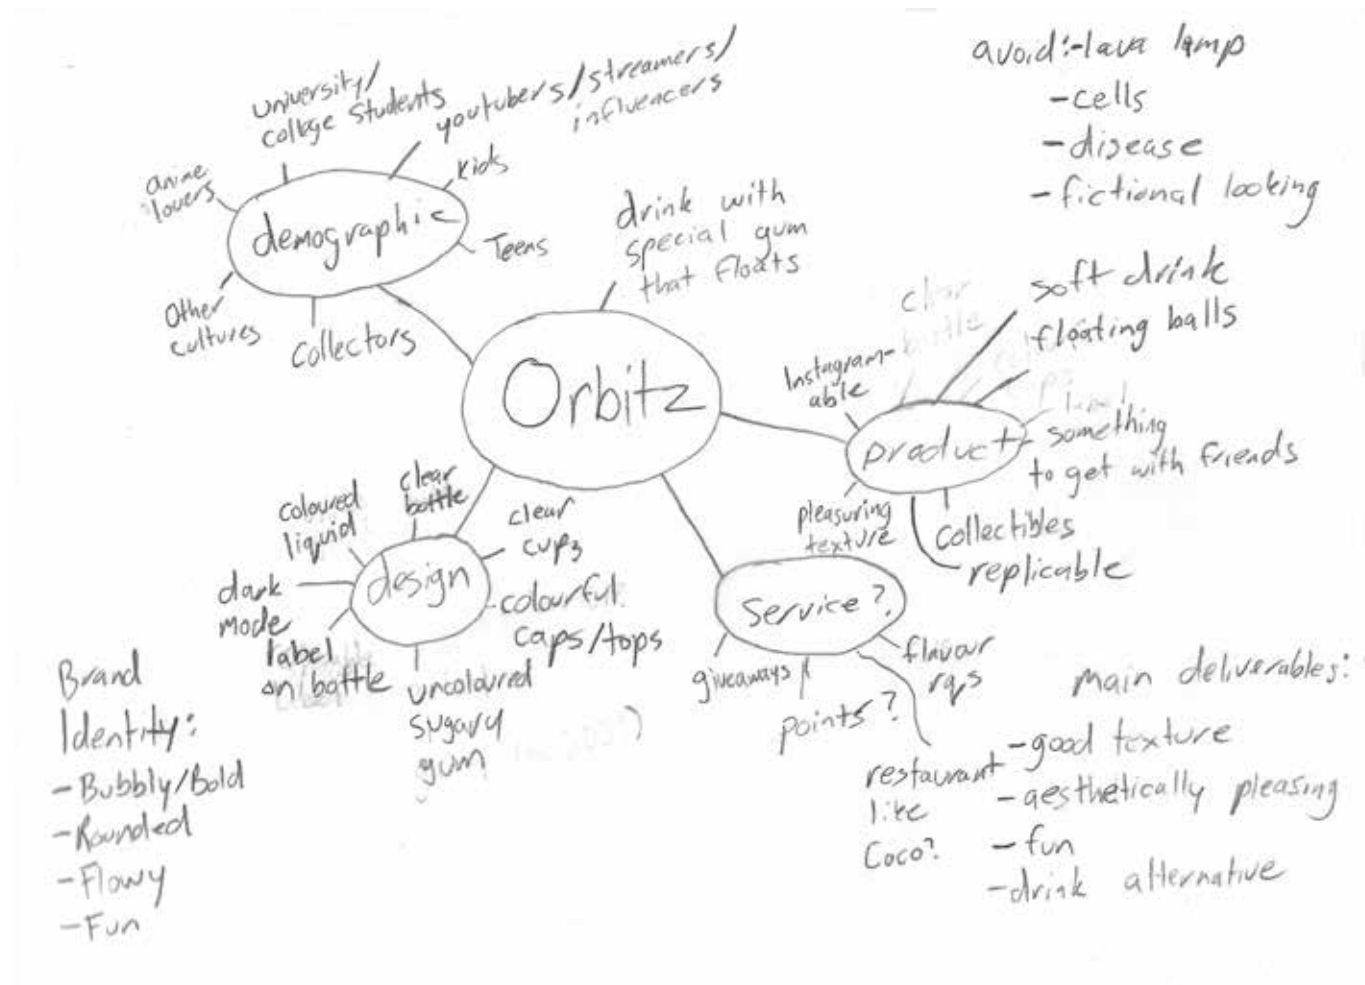 university/
college students
youtubers/streamers/
influencers
anime
lovers
kids
demographic
Teens
Other
cultures
collectors
drink with
special gum
that floats
Orbitz
avoid:-lava lamp
-cells
-disease
-fictional looking
clear
bottle
soft drink
floating balls
Instagram-
able
label
product
something
to get with friends
pleasuring
texture
collectibles
replicable
coloured
liquid
clear
bottle
clear
cups
design
dark
mode
colourful
caps/tops
label
on bottle
uncoloured
sugary
gum
Service?
giveaways
points?
flavour
rqs
restaurant
like
Coco?
Brand
Identity:
-Bubbly/Bold
-Rounded
-Flowy
-Fun
main deliverables:
-good texture
-aesthetically pleasing
-fun
-drink alternative